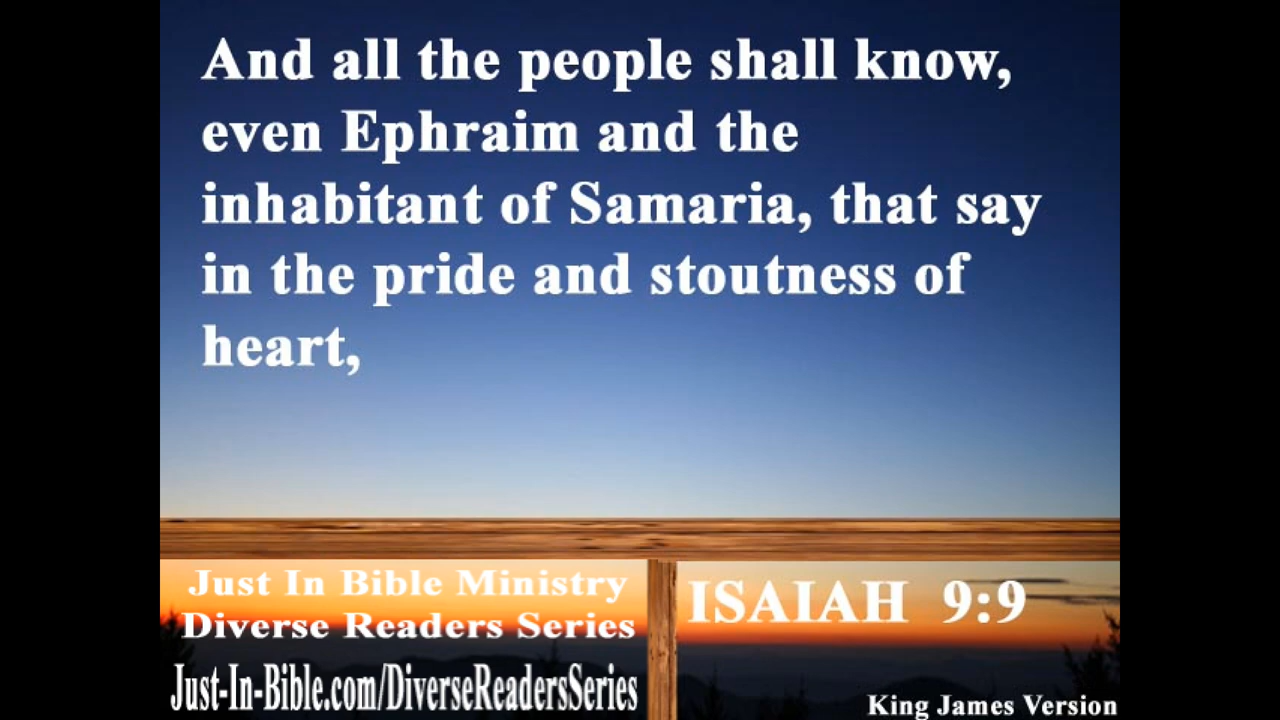 And all the people shall know,
even Ephraim and the
inhabitant of Samaria, that say
in the pride and stoutness of
heart,
Just In Bible Ministry
Diverse Readers Series
Just-In-Bible.com/DiverseReadersSeries
ISAIAH 9:9
King James Version